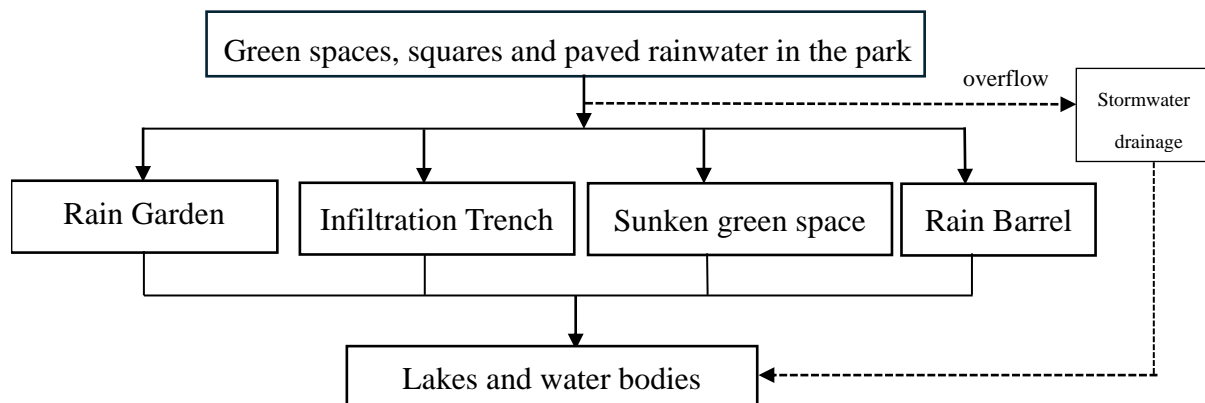 Green spaces, squares and paved rainwater in the park
overflow
Stormwater
drainage
Rain Garden
Infiltration Trench
Sunken green space
Rain Barrel
Lakes and water bodies